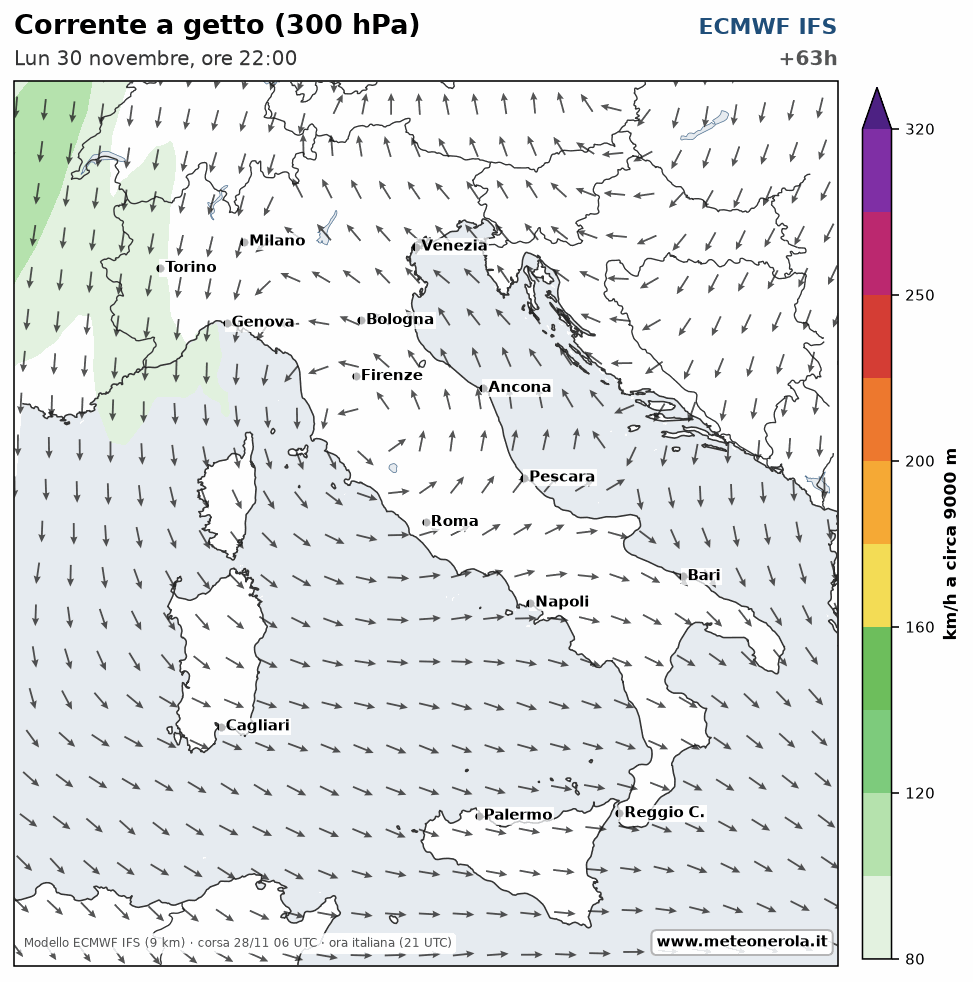 Corrente a getto (300 hPa)
ECMWF IFS
Lun 30 novembre, ore 22:00
+63h
Milano
Venezia
Torino
Genova
Bologna
Firenze
Ancona
Pescara
Roma
Bari
Napoli
Cagliari
Palermo
Reggio C.
320
250
200
160
120
80
km/h a circa 9000 m
Modello ECMWF IFS (9 km) · corsa 28/11 06 UTC · ora italiana (21 UTC)
www.meteonerola.it